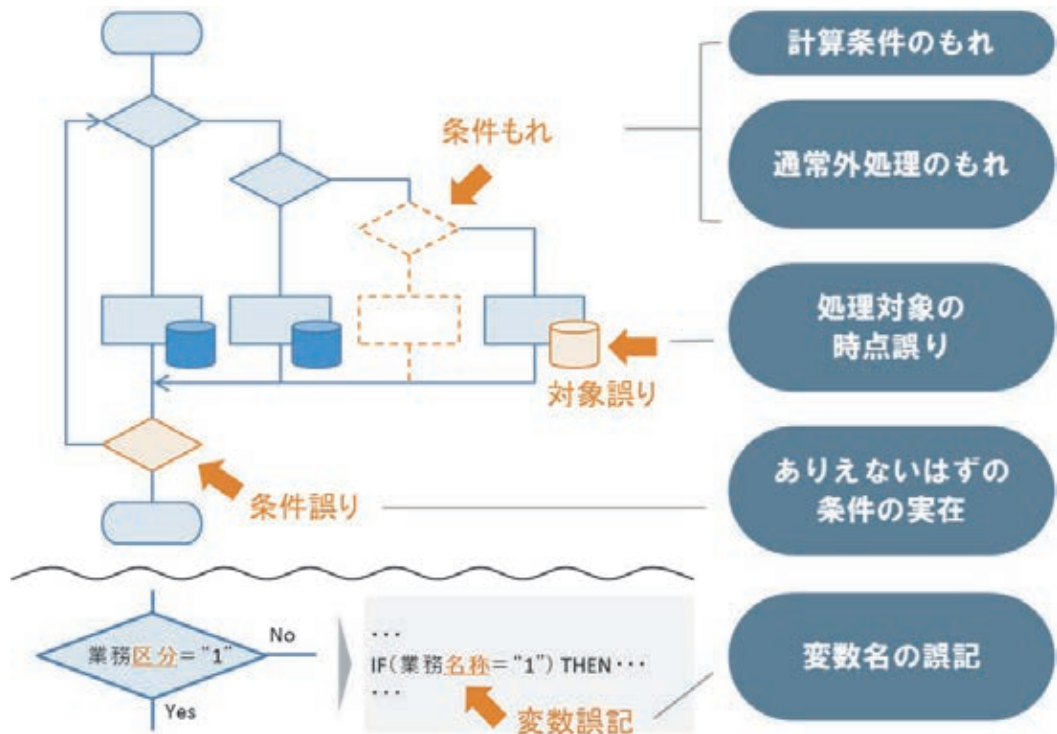 計算条件のもれ
条件もれ
通常外処理のもれ
処理対象の
時点誤り
対象誤り
ありえないはずの
条件の実在
条件誤り
業務区分="1"
No
Yes
・・・
IF(業務名称="1") THEN・・・
・・・
変数誤記
変数名の誤記